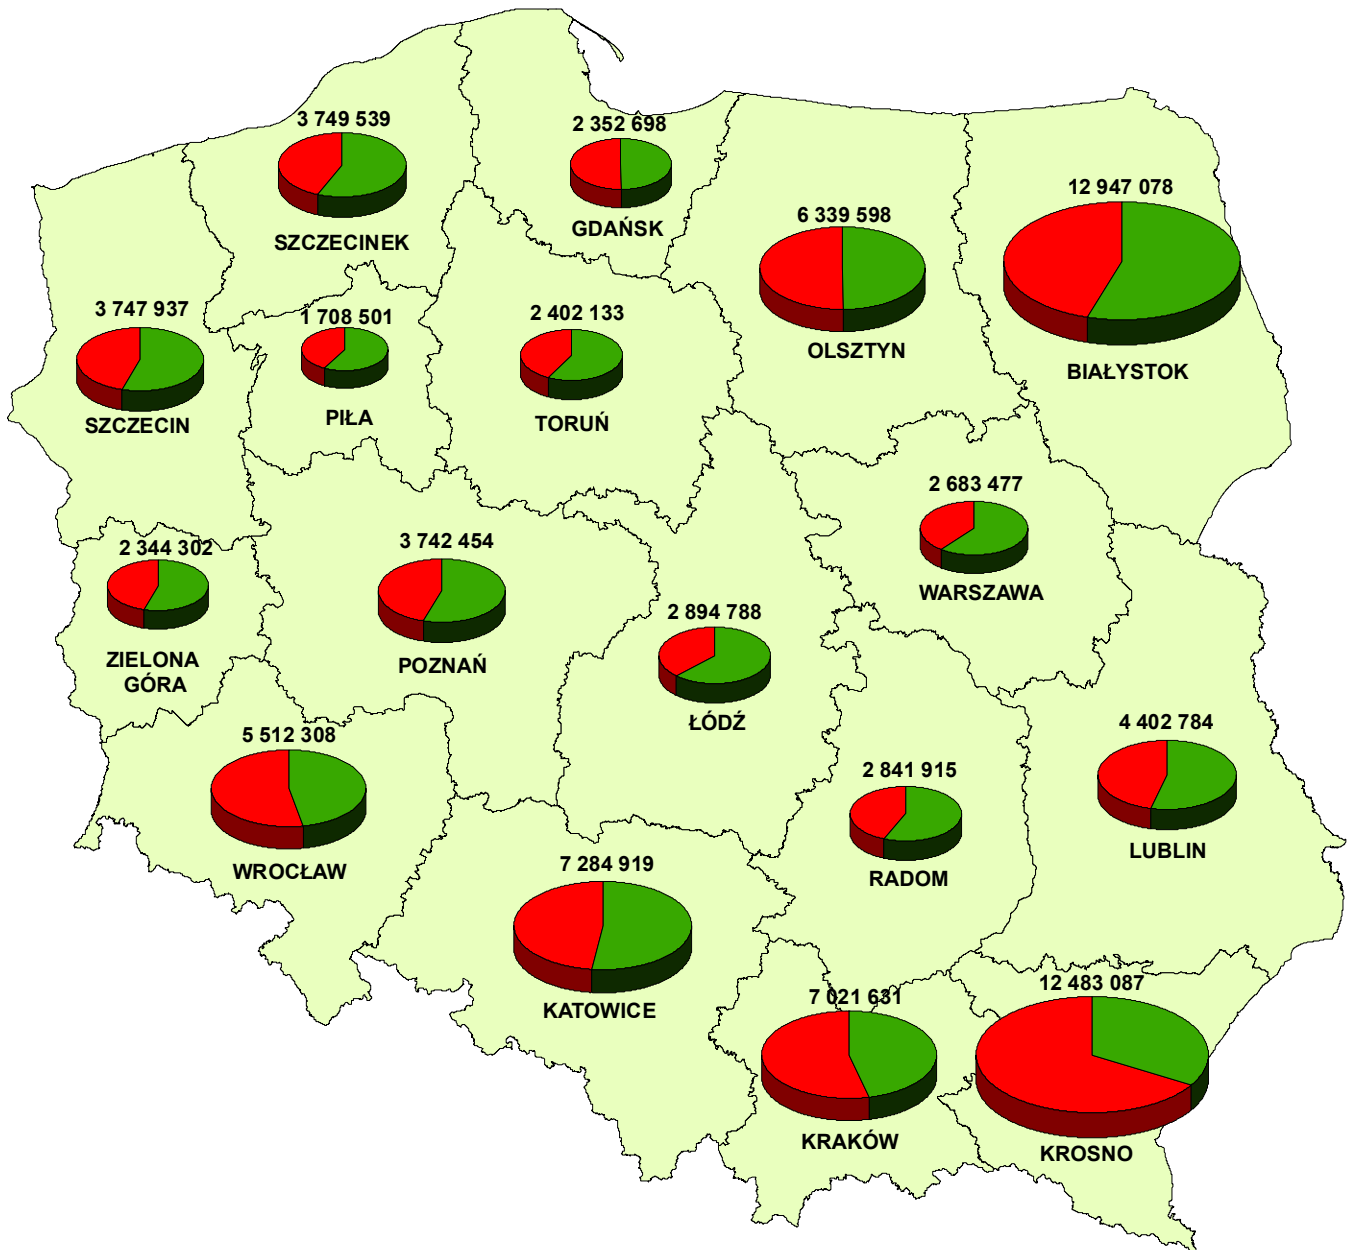 3 749 539
SZCZECINEK
2 352 698
GDAŃSK
6 339 598
OLSZTYN
12 947 078
BIAŁYSTOK
3 747 937
SZCZECIN
1 708 501
PIŁA
2 402 133
TORUŃ
2 683 477
WARSZAWA
2 344 302
ZIELONA
GÓRA
3 742 454
POZNAŃ
2 894 788
ŁÓDŹ
5 512 308
WROCŁAW
2 841 915
RADOM
4 402 784
LUBLIN
7 284 919
KATOWICE
7 021 631
KRAKÓW
12 483 087
KROSNO